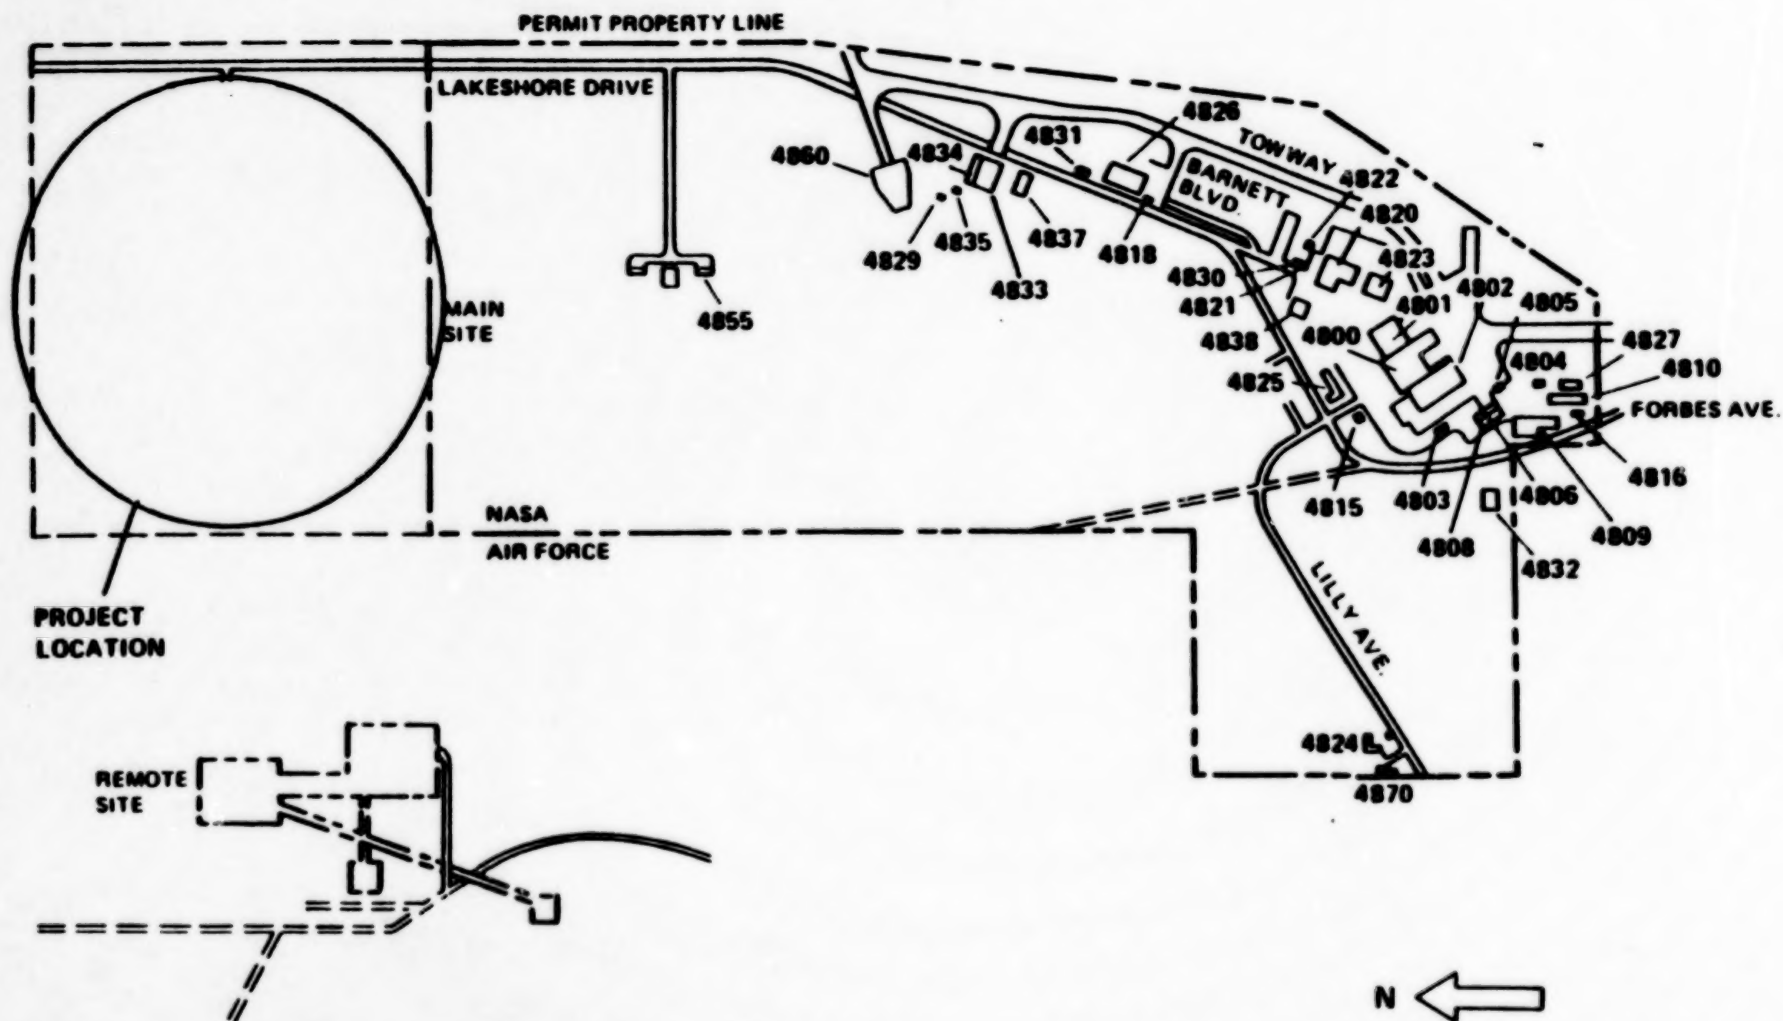 PERMIT PROPERTY LINE
LAKESHORE DRIVE
4826
4831
TOWWAY
4860
4834
BARNETT
BLVD.
4822
4820
4829
4835
4837
4818
4833
4823
4830
4821
4801
4802
4805
MAIN
SITE
4855
4838
4800
4827
4804
4810
4825
FORBES AVE.
4816
4815
4803
4806
4809
4808
4832
NASA
AIR FORCE
LILLY AVE.
PROJECT
LOCATION
4824
4870
REMOTE
SITE
N